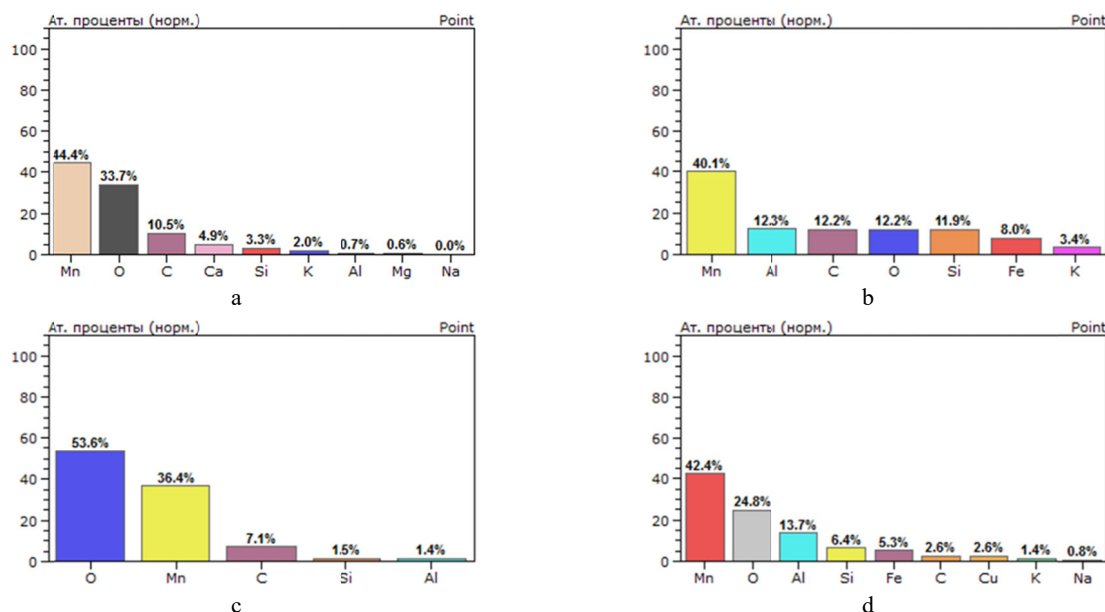 Ат. проценты (норм.) Point
100
80
60
40
20
0
44.4% 33.7% 10.5% 4.9% 3.3% 2.0% 0.7% 0.6% 0.0%
Mn O C Ca Si K Al Mg Na
a
Ат. проценты (норм.) Point
100
80
60
40
20
0
40.1% 12.3% 12.2% 12.2% 11.9% 8.0% 3.4%
Mn Al C O Si Fe K
b
Ат. проценты (норм.) Point
100
80
60
40
20
0
53.6% 36.4% 7.1% 1.5% 1.4%
O Mn C Si Al
c
Ат. проценты (норм.) Point
100
80
60
40
20
0
42.4% 24.8% 13.7% 6.4% 5.3% 2.6% 2.6% 1.4% 0.8%
Mn O Al Si Fe C Cu K Na
d